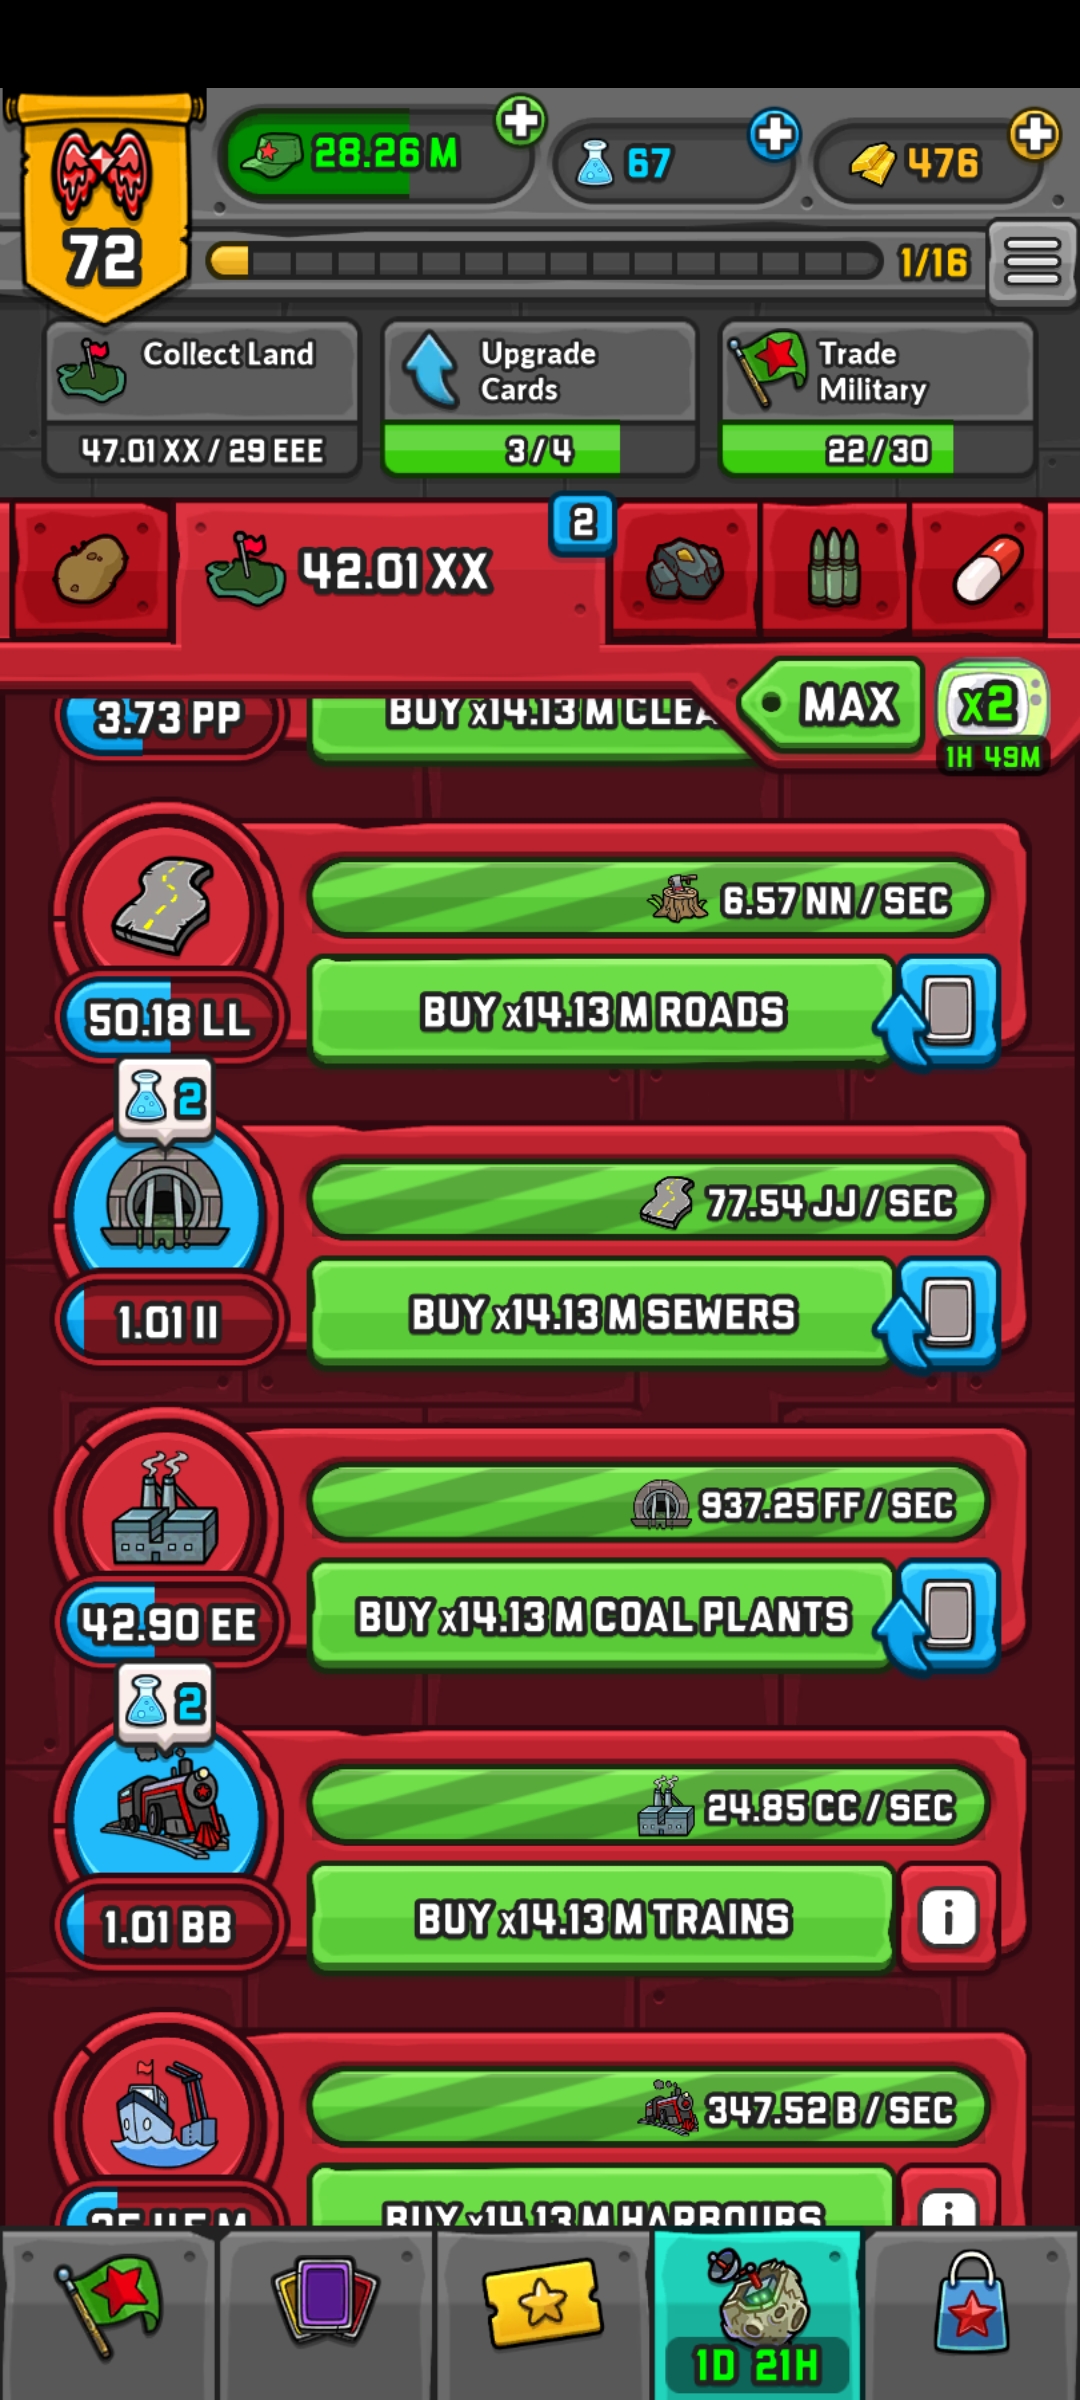 28.26 M
67
476
72
1/16
Collect Land
47.01 XX / 29 EEE
Upgrade
Cards
3/4
Trade
Military
22/30
42.01 XX
2
MAX
x2
1H 49M
3.73 PP
BUY x14.13 M
6.57 NN / SEC
50.18 LL
BUY x14.13 M ROADS
2
77.54 JJ / SEC
1.01 II
BUY x14.13 M SEWERS
937.25 FF / SEC
42.90 EE
BUY x14.13 M COAL PLANTS
2
24.85 CC / SEC
1.01 BB
BUY x14.13 M TRAINS
i
347.52 B / SEC
BUY x14.13 M HARBOURS
i
1D 21H